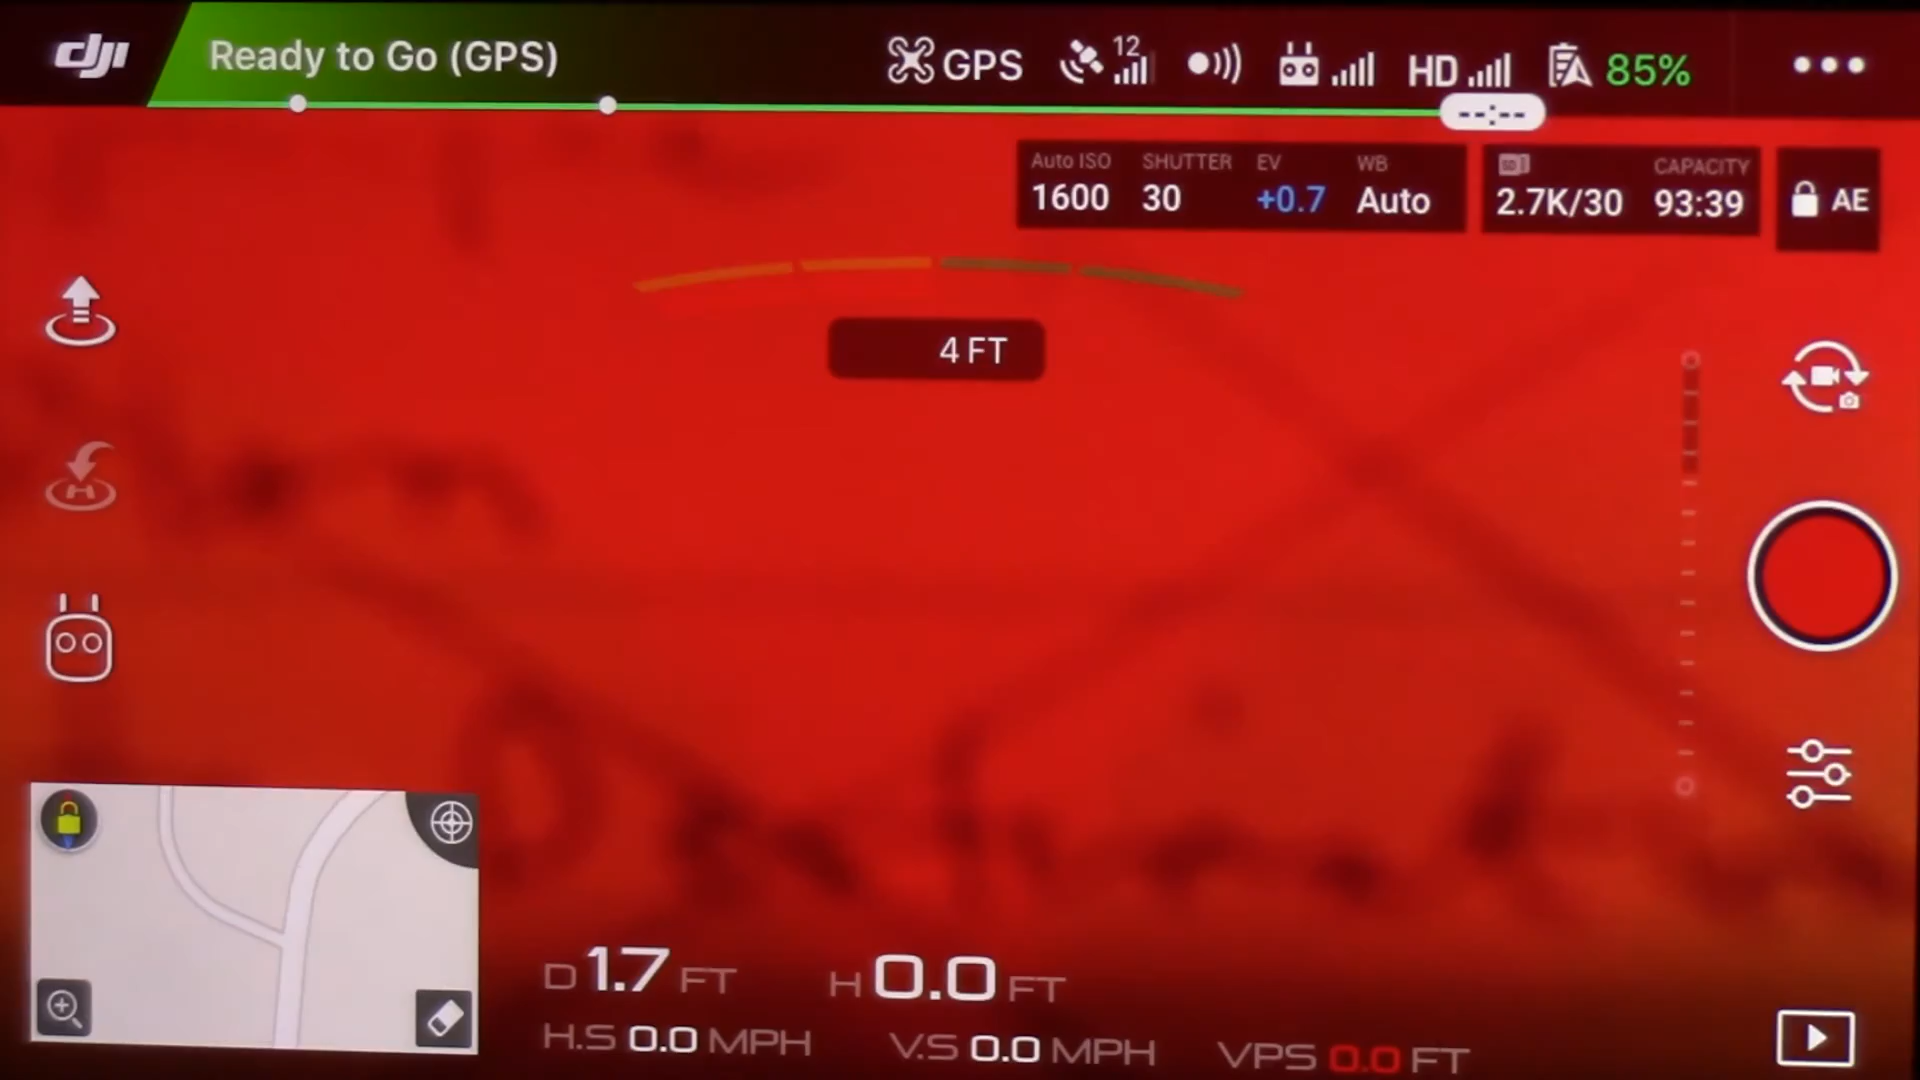 dji
Ready to Go (GPS)
GPS
12
HD
85%
Auto ISO SHUTTER EV WB
1600 30 +0.7 Auto
CAPACITY
2.7K/30 93:39
AE
4 FT
H
D 1.7 FT H 0.0 FT
H.S 0.0 MPH V.S 0.0 MPH VPS 0.0 FT